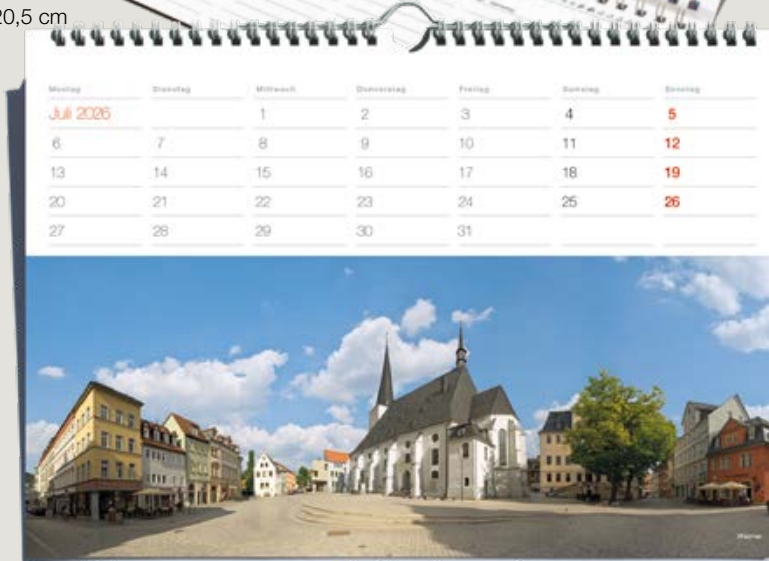 20,5 cm
Montag Dienstag Mittwoch Donnerstag Freitag Samstag Sonntag
Juli 2026 1 2 3 4 5
6 7 8 9 10 11 12
13 14 15 16 17 18 19
20 21 22 23 24 25 26
27 28 29 30 31
Weimar